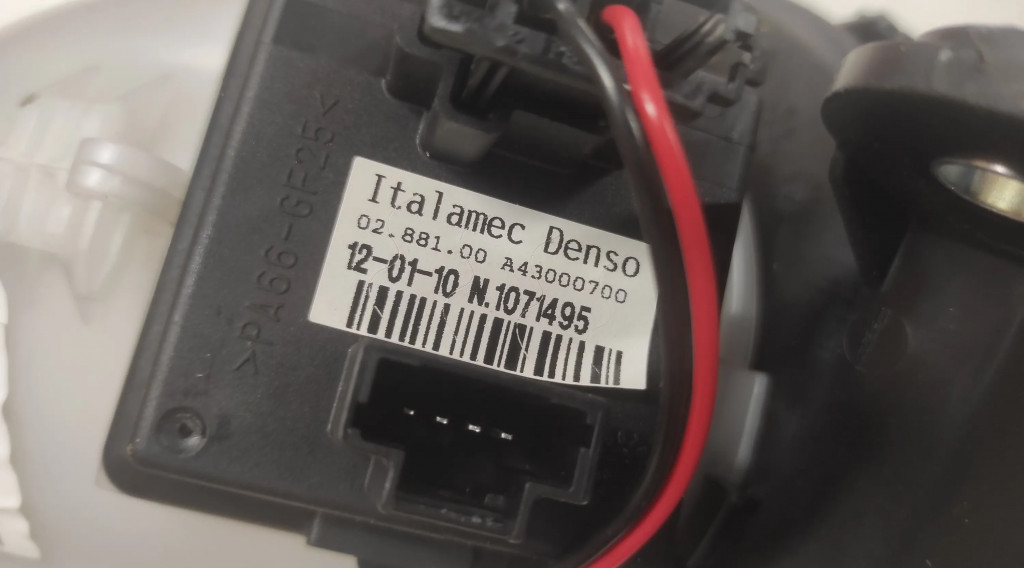 Italamec Denso
02.881.00 A43000700
12-01-10 N.1071495
>PA66-GF25<